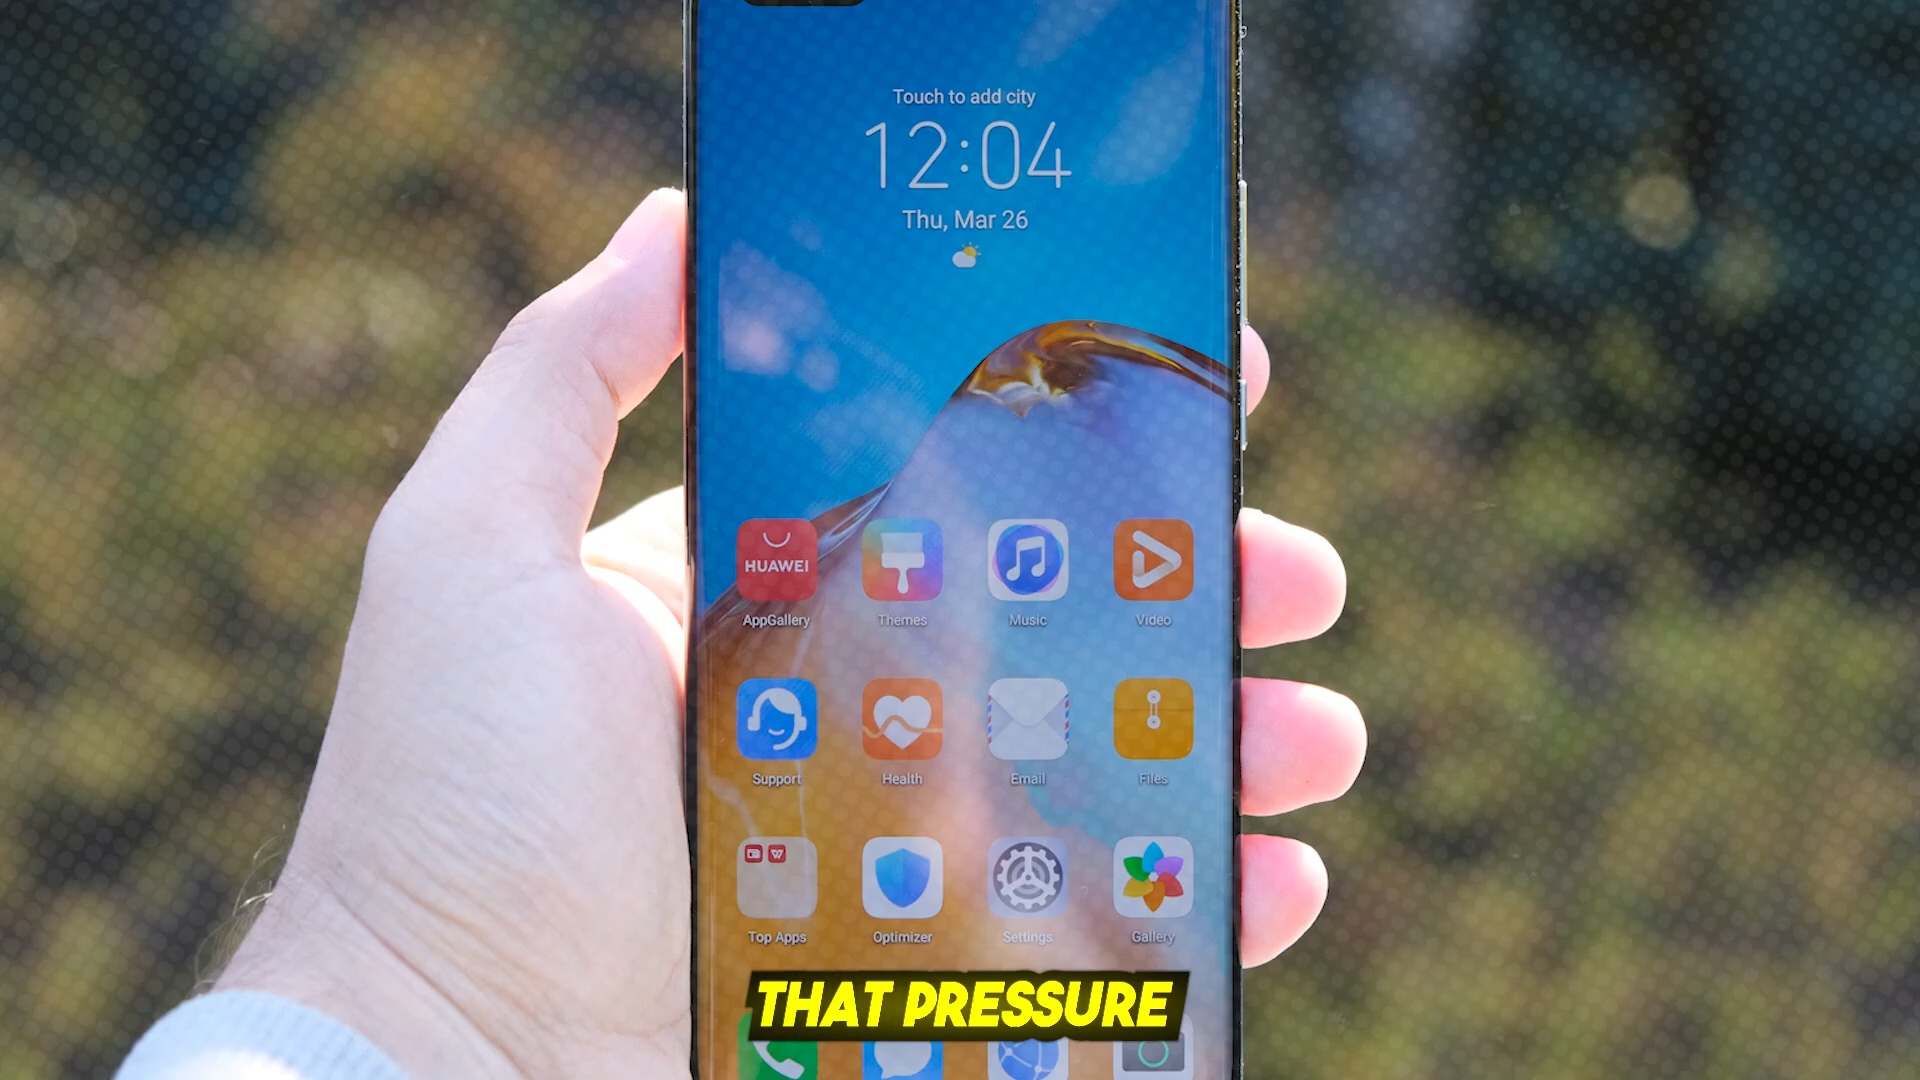 Touch to add city
12:04
Thu, Mar 26
HUAWEI
AppGallery Themes Music Video
Support Health Email Files
Top Apps Optimizer Settings Gallery
THAT PRESSURE